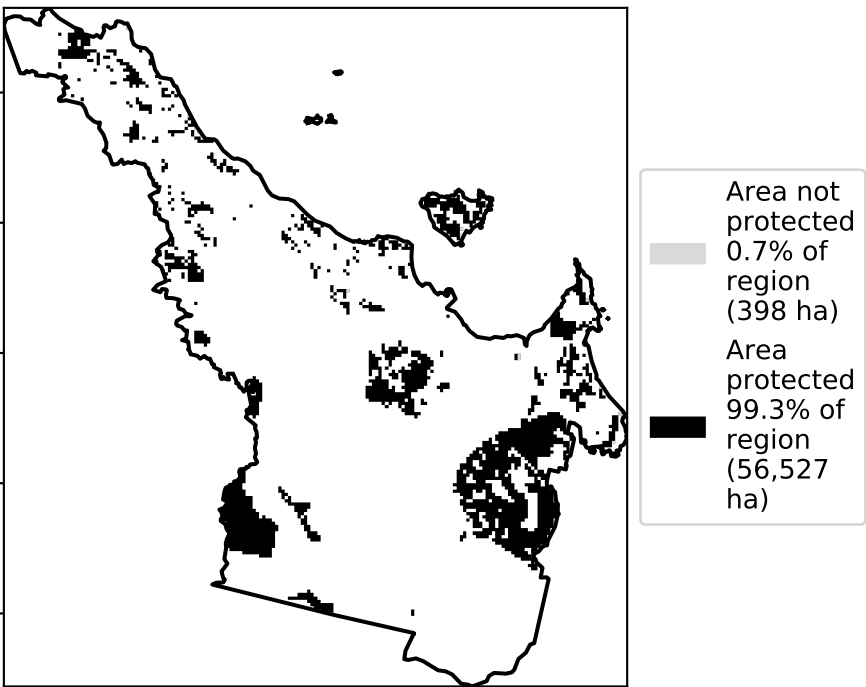 Area not
protected
0.7% of
region
(398 ha)
Area
protected
99.3% of
region
(56,527
ha)